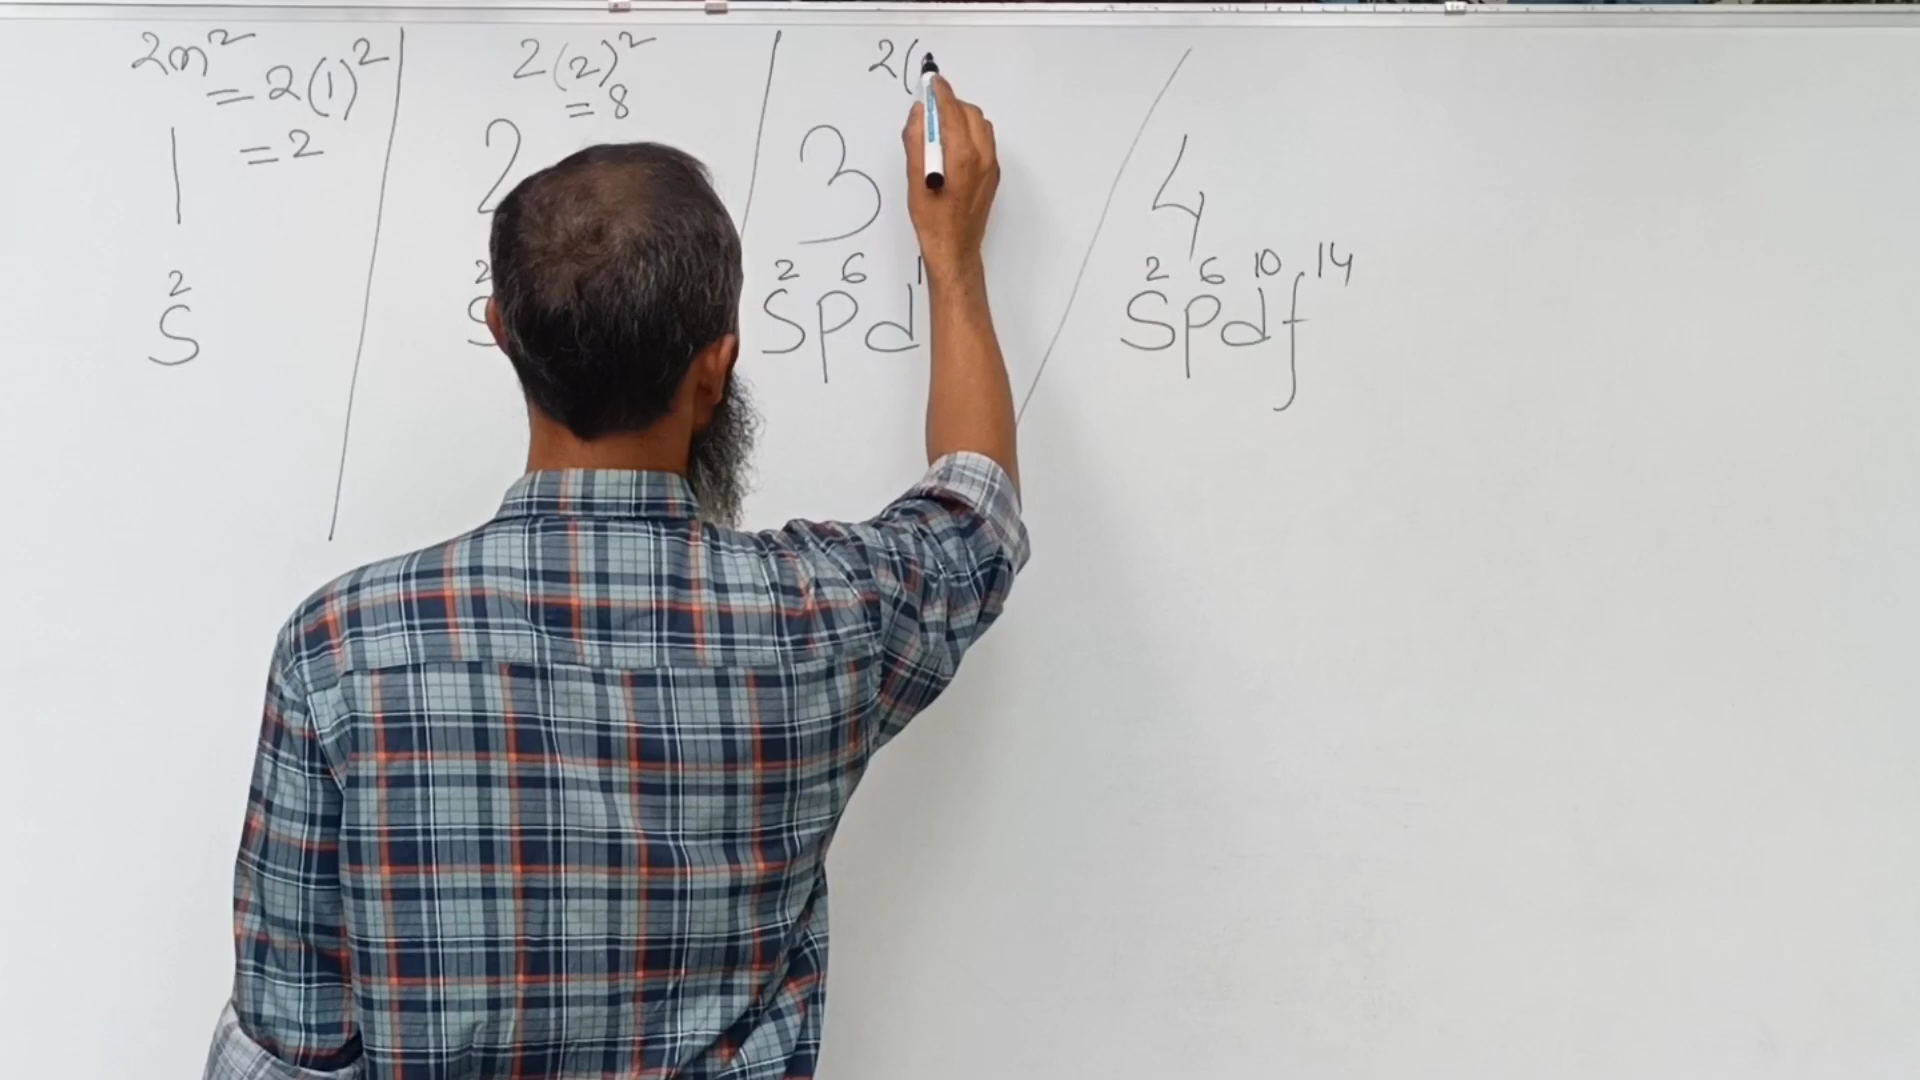 2n²
= 2(1)²
= 2
1
2
S
2(2)²
= 8
2
2
S
2(
3
2 6 1
S P d
4
2 6 10 14
S P d f